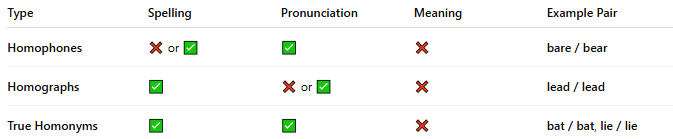 Type Spelling Pronunciation Meaning Example Pair
Homophones ❌ or ✅ ✅ ❌ bare / bear
Homographs ✅ ❌ or ✅ ❌ lead / lead
True Homonyms ✅ ✅ ❌ bat / bat, lie / lie